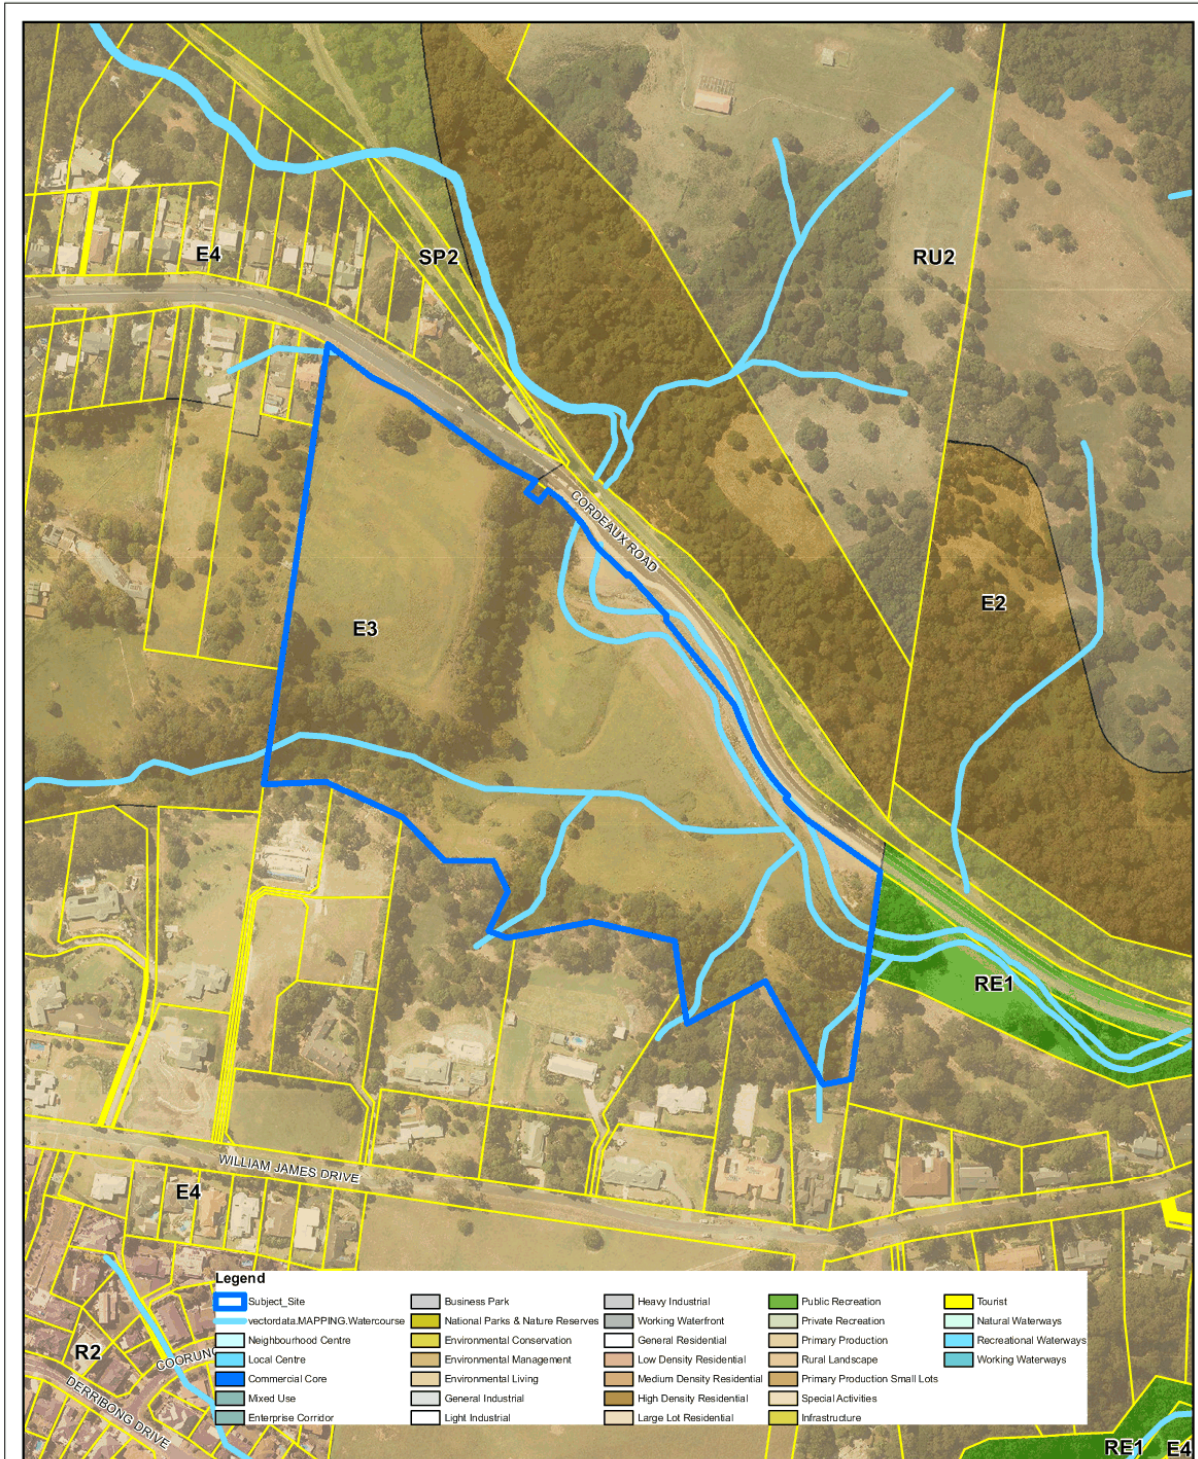 E4
SP2
RU2
CORDEAUX ROAD
E2
E3
RE1
WILLIAM JAMES DRIVE
E4
R2
COORUNG
DERRIBONG DRIVE
Legend
Subject_Site
vectordata.MAPPING.Watercourse
Neighbourhood Centre
Local Centre
Commercial Core
Mixed Use
Enterprise Corridor
Business Park
National Parks & Nature Reserves
Environmental Conservation
Environmental Management
Environmental Living
General Industrial
Light Industrial
Heavy Industrial
Working Waterfront
General Residential
Low Density Residential
Medium Density Residential
High Density Residential
Large Lot Residential
Public Recreation
Private Recreation
Primary Production
Rural Landscape
Primary Production Small Lots
Special Activities
Infrastructure
Tourist
Natural Waterways
Recreational Waterways
Working Waterways
RE1
E4